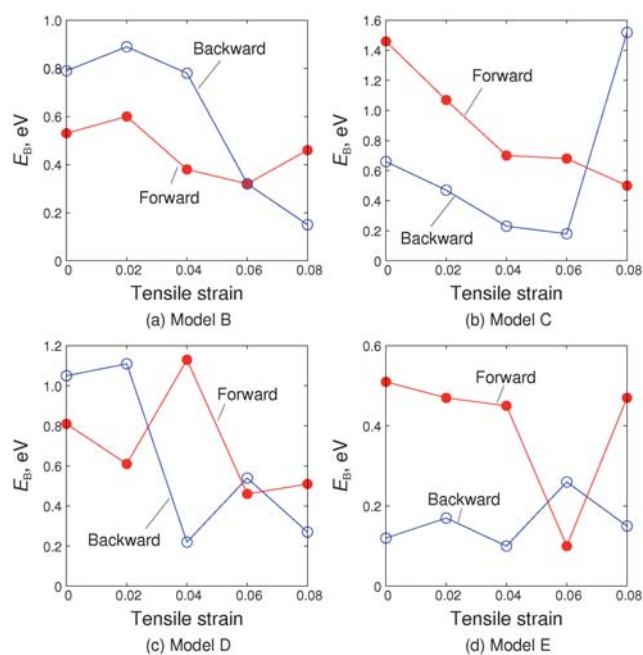 1.0
0.8
0.6
0.4
0.2
0
E_B, eV
Backward
Forward
0 0.02 0.04 0.06 0.08
Tensile strain
(a) Model B
1.6
1.4
1.2
1.0
0.8
0.6
0.4
0.2
0
E_B, eV
Forward
Backward
0 0.02 0.04 0.06 0.08
Tensile strain
(b) Model C
1.2
1.0
0.8
0.6
0.4
0.2
0
E_B, eV
Forward
Backward
0 0.02 0.04 0.06 0.08
Tensile strain
(c) Model D
0.6
0.4
0.2
0
E_B, eV
Forward
Backward
0 0.02 0.04 0.06 0.08
Tensile strain
(d) Model E